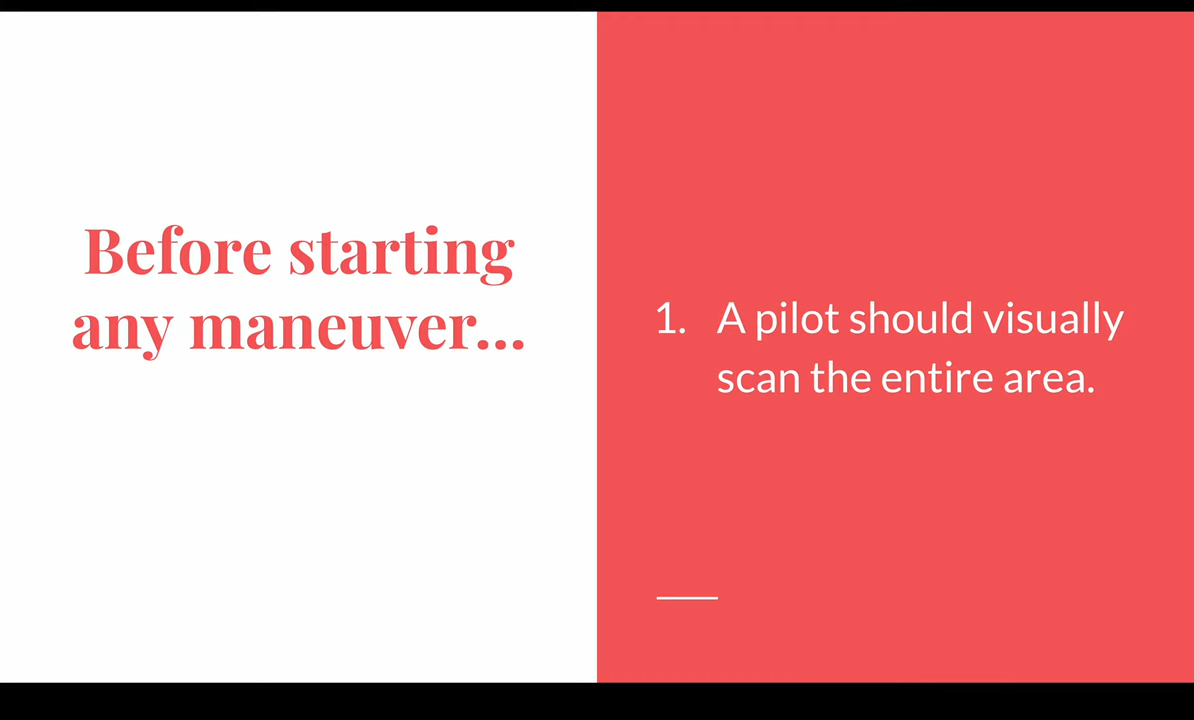 Before starting
any maneuver...
1. A pilot should visually
scan the entire area.